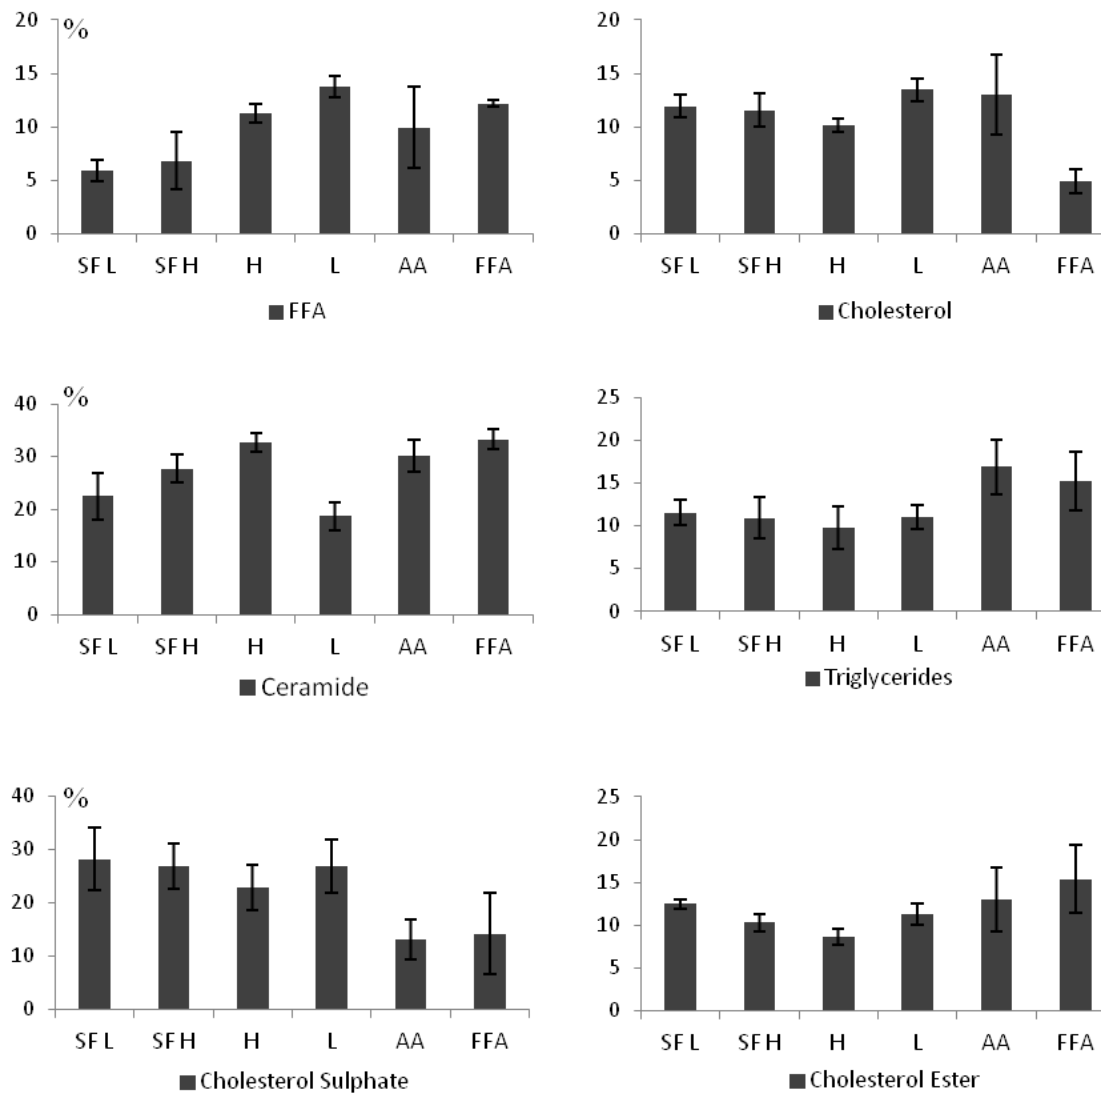 20
%
15
10
5
0
SF L SF H H L AA FFA
FFA
20
15
10
5
0
SF L SF H H L AA FFA
Cholesterol
40
%
30
20
10
0
SF L SF H H L AA FFA
Ceramide
25
20
15
10
5
0
SF L SF H H L AA FFA
Triglycerides
40
%
30
20
10
0
SF L SF H H L AA FFA
Cholesterol Sulphate
25
20
15
10
5
0
SF L SF H H L AA FFA
Cholesterol Ester